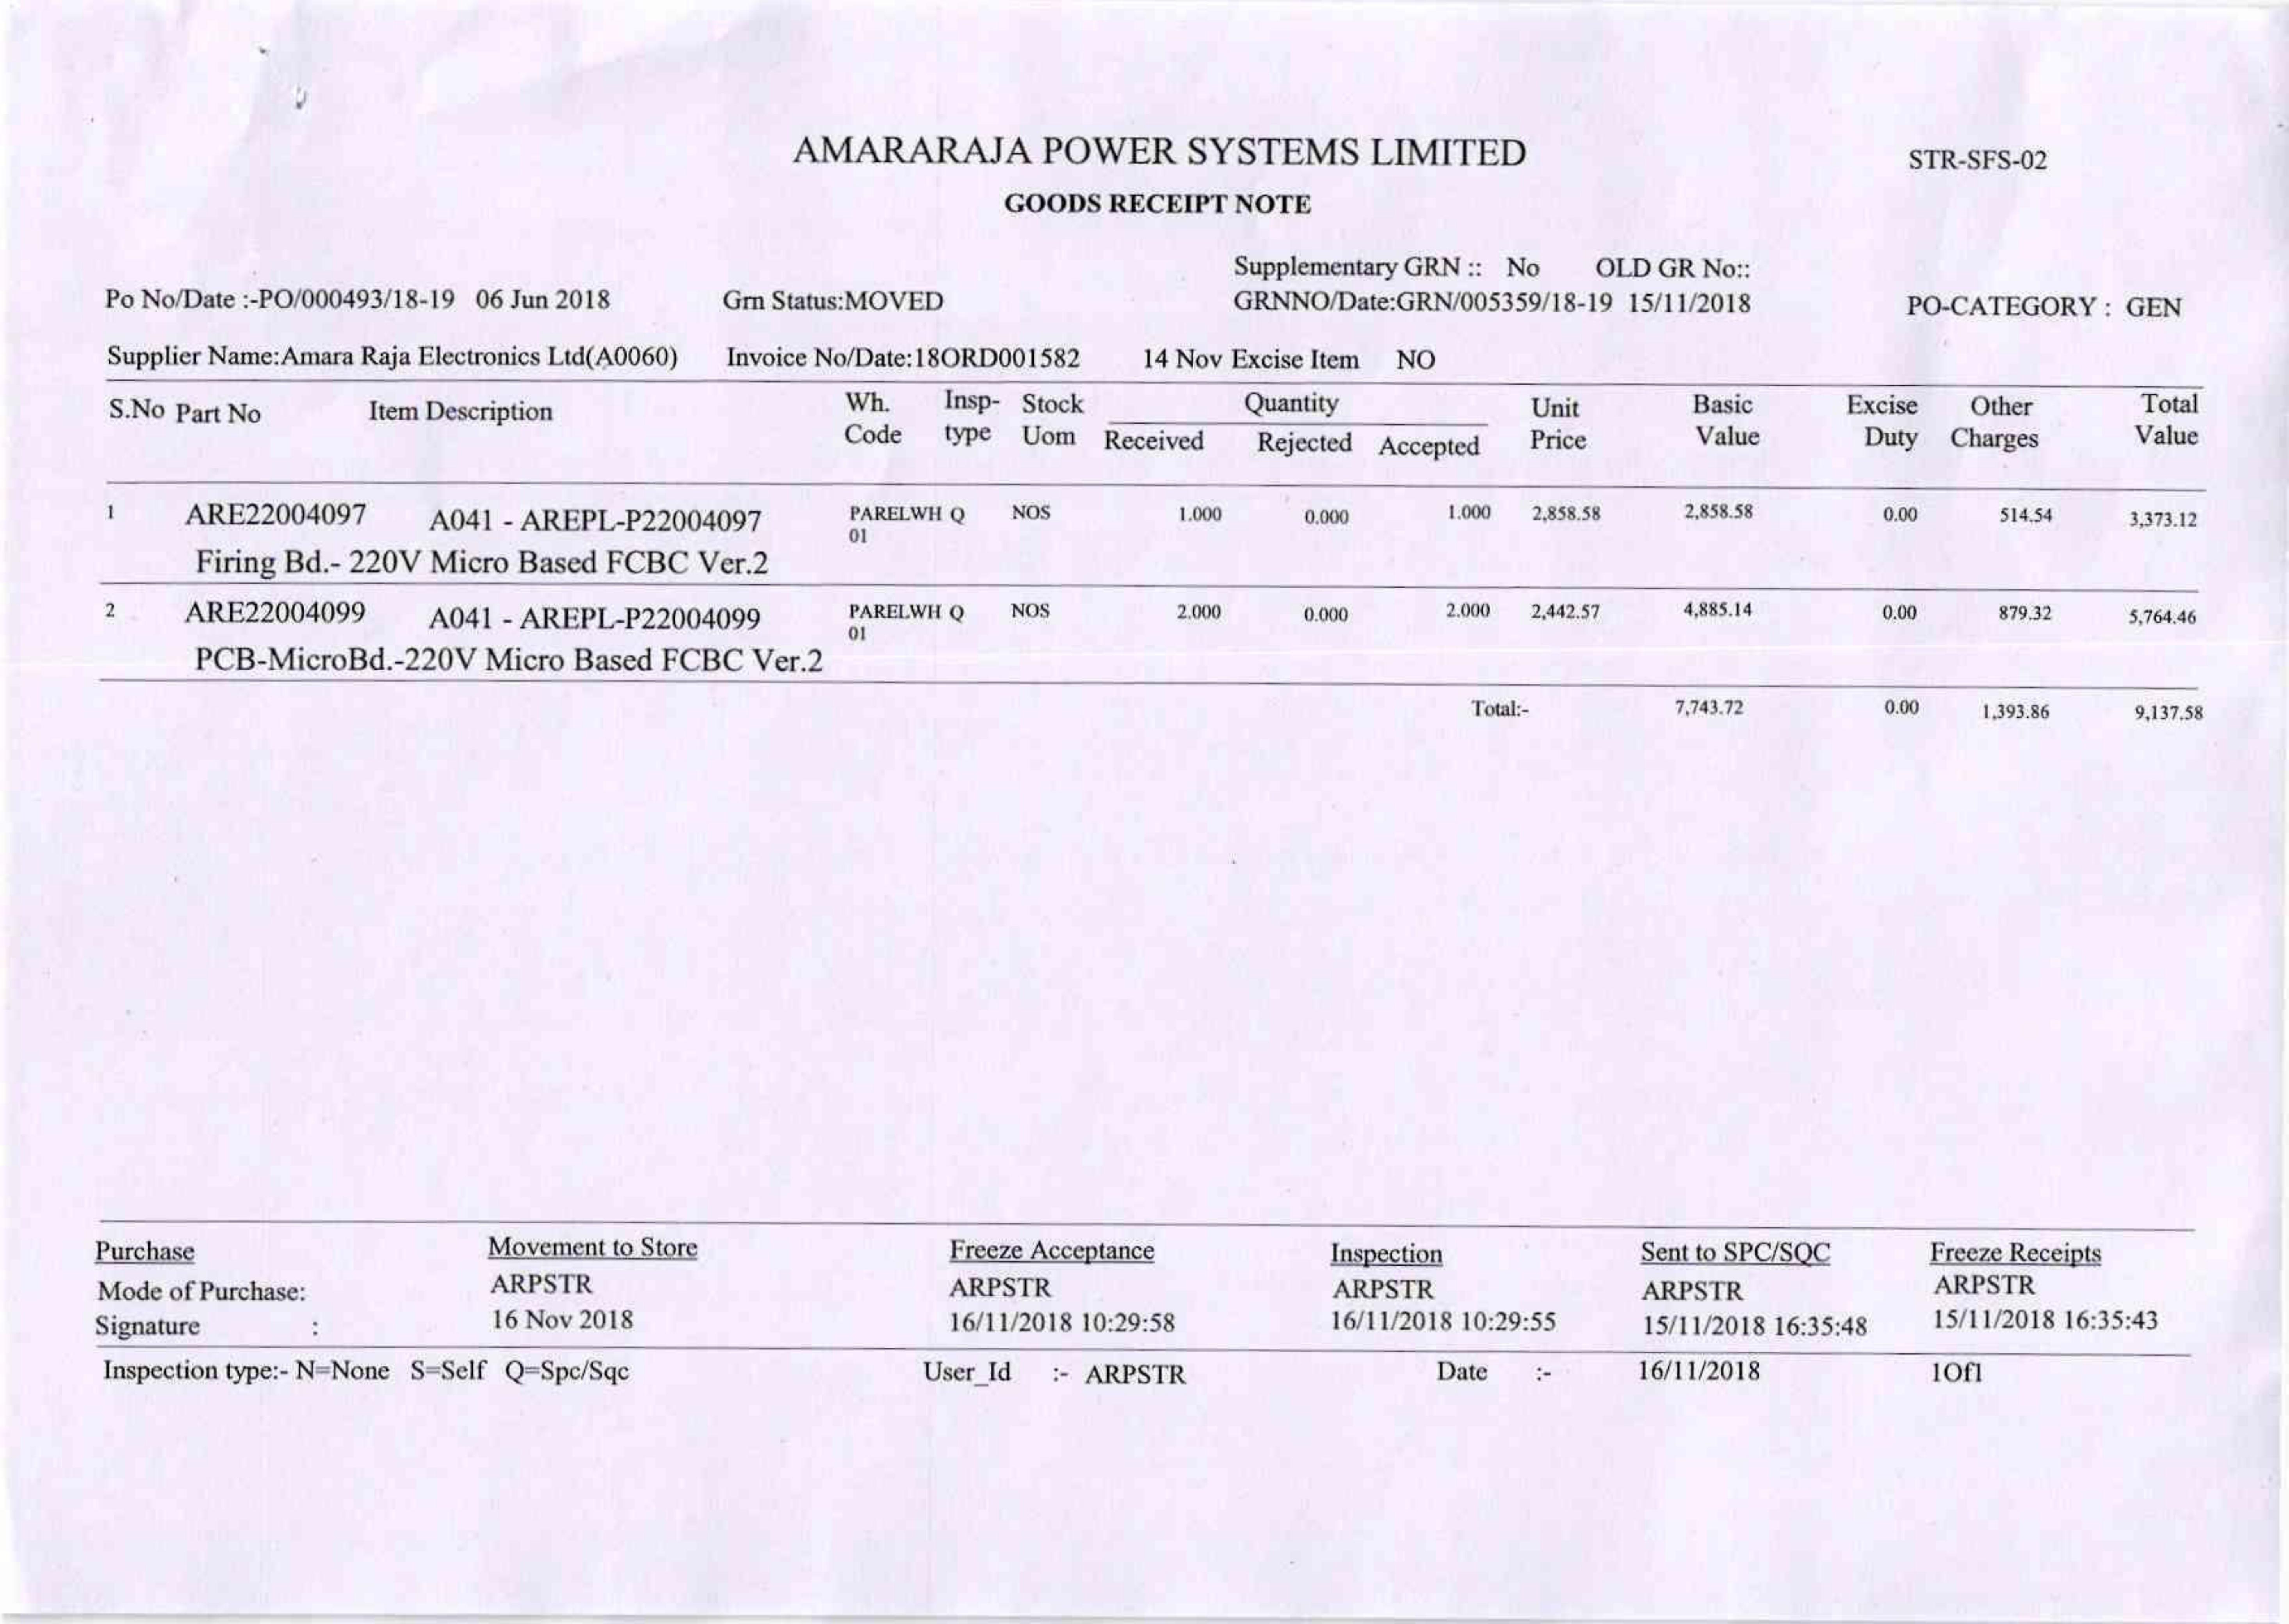 AMARARAJA POWER SYSTEMS LIMITED
STR-SFS-02
GOODS RECEIPT NOTE
Supplementary GRN :: No OLD GR No::
Po No/Date :-PO/000493/18-19 06 Jun 2018 Grn Status:MOVED GRNNO/Date:GRN/005359/18-19 15/11/2018 PO-CATEGORY : GEN
Supplier Name:Amara Raja Electronics Ltd(A0060) Invoice No/Date:18ORD001582 14 Nov Excise Item NO
S.No Part No Item Description Wh. Insp- Stock Quantity Unit Basic Excise Other Total
Code type Uom Received Rejected Accepted Price Value Duty Charges Value
1 ARE22004097 A041 - AREPL-P22004097 PARELWH Q NOS 1.000 0.000 1.000 2,858.58 2,858.58 0.00 514.54 3,373.12
01
Firing Bd.- 220V Micro Based FCBC Ver.2
2 ARE22004099 A041 - AREPL-P22004099 PARELWH Q NOS 2.000 0.000 2.000 2,442.57 4,885.14 0.00 879.32 5,764.46
01
PCB-MicroBd.-220V Micro Based FCBC Ver.2
Total:- 7,743.72 0.00 1,393.86 9,137.58
Purchase Movement to Store Freeze Acceptance Inspection Sent to SPC/SQC Freeze Receipts
Mode of Purchase: ARPSTR ARPSTR ARPSTR ARPSTR ARPSTR
Signature : 16 Nov 2018 16/11/2018 10:29:58 16/11/2018 10:29:55 15/11/2018 16:35:48 15/11/2018 16:35:43
Inspection type:- N=None S=Self Q=Spc/Sqc User_Id :- ARPSTR Date :- 16/11/2018 1Of1